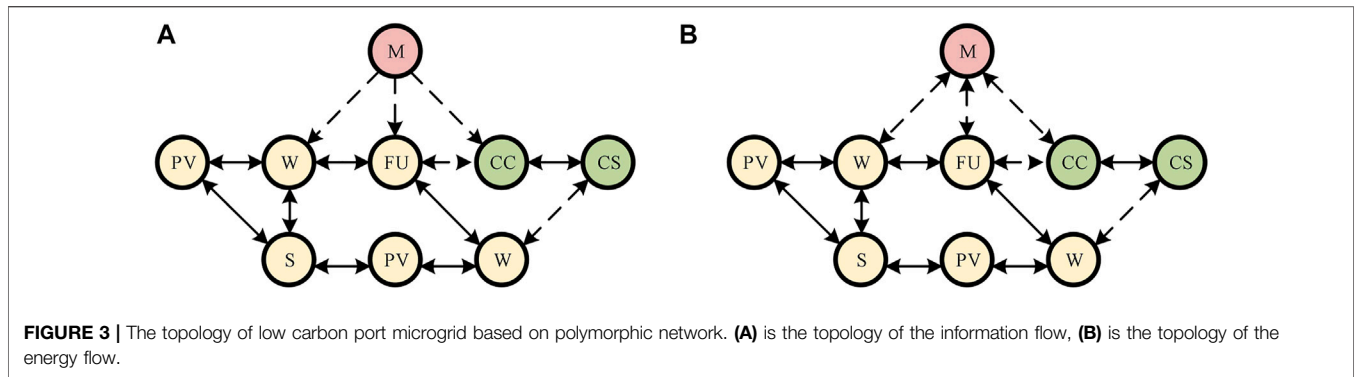 A
B
M
M
PV
W
FU
CC
CS
PV
W
FU
CC
CS
S
PV
W
S
PV
W
FIGURE 3 | The topology of low carbon port microgrid based on polymorphic network. (A) is the topology of the information flow, (B) is the topology of the
energy flow.